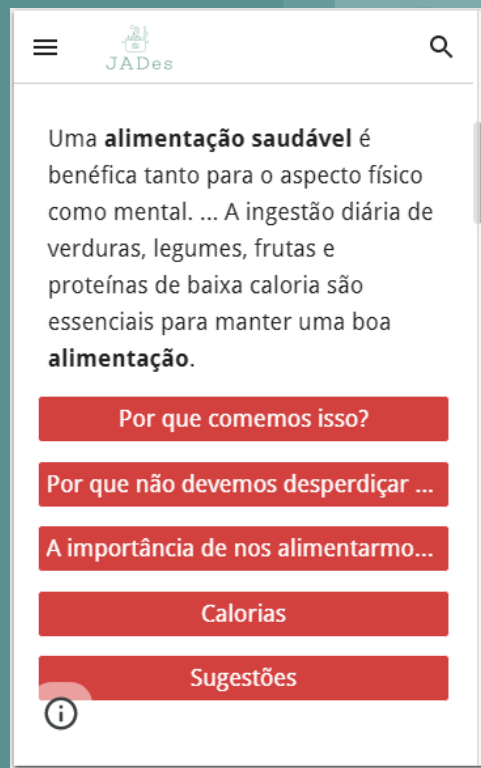 JADes
Uma alimentação saudável é
benéfica tanto para o aspecto físico
como mental. ... A ingestão diária de
verduras, legumes, frutas e
proteínas de baixa caloria são
essenciais para manter uma boa
alimentação.
Por que comemos isso?
Por que não devemos desperdiçar ...
A importância de nos alimentarmo...
Calorias
Sugestões